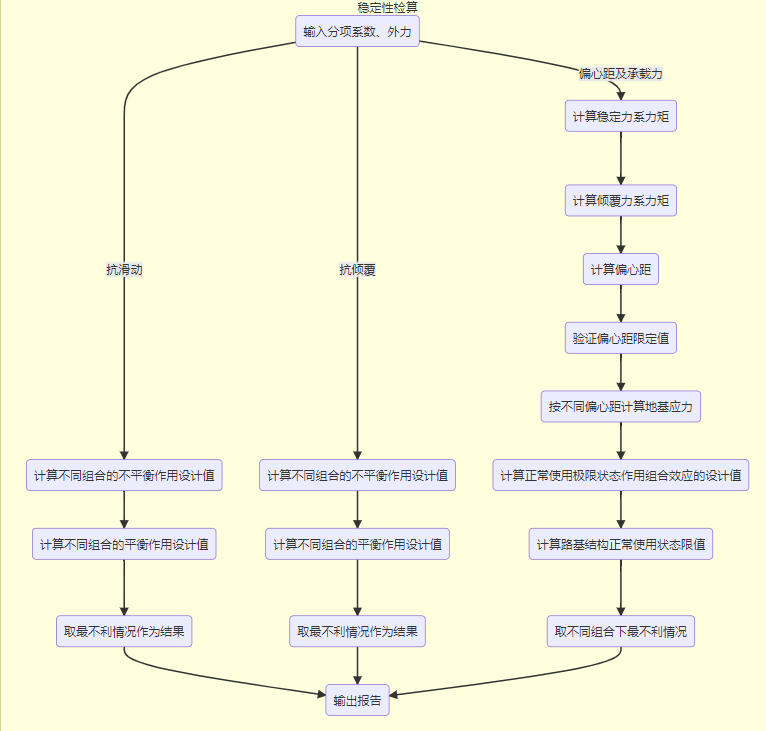 稳定性检算
输入分项系数、外力
偏心距及承载力
计算稳定力系力矩
计算倾覆力系力矩
抗滑动
抗倾覆
计算偏心距
验证偏心距限定值
按不同偏心距计算地基应力
计算不同组合的不平衡作用设计值
计算不同组合的不平衡作用设计值
计算正常使用极限状态作用组合效应的设计值
计算不同组合的平衡作用设计值
计算不同组合的平衡作用设计值
计算路基结构正常使用状态限值
取最不利情况作为结果
取最不利情况作为结果
取不同组合下最不利情况
输出报告